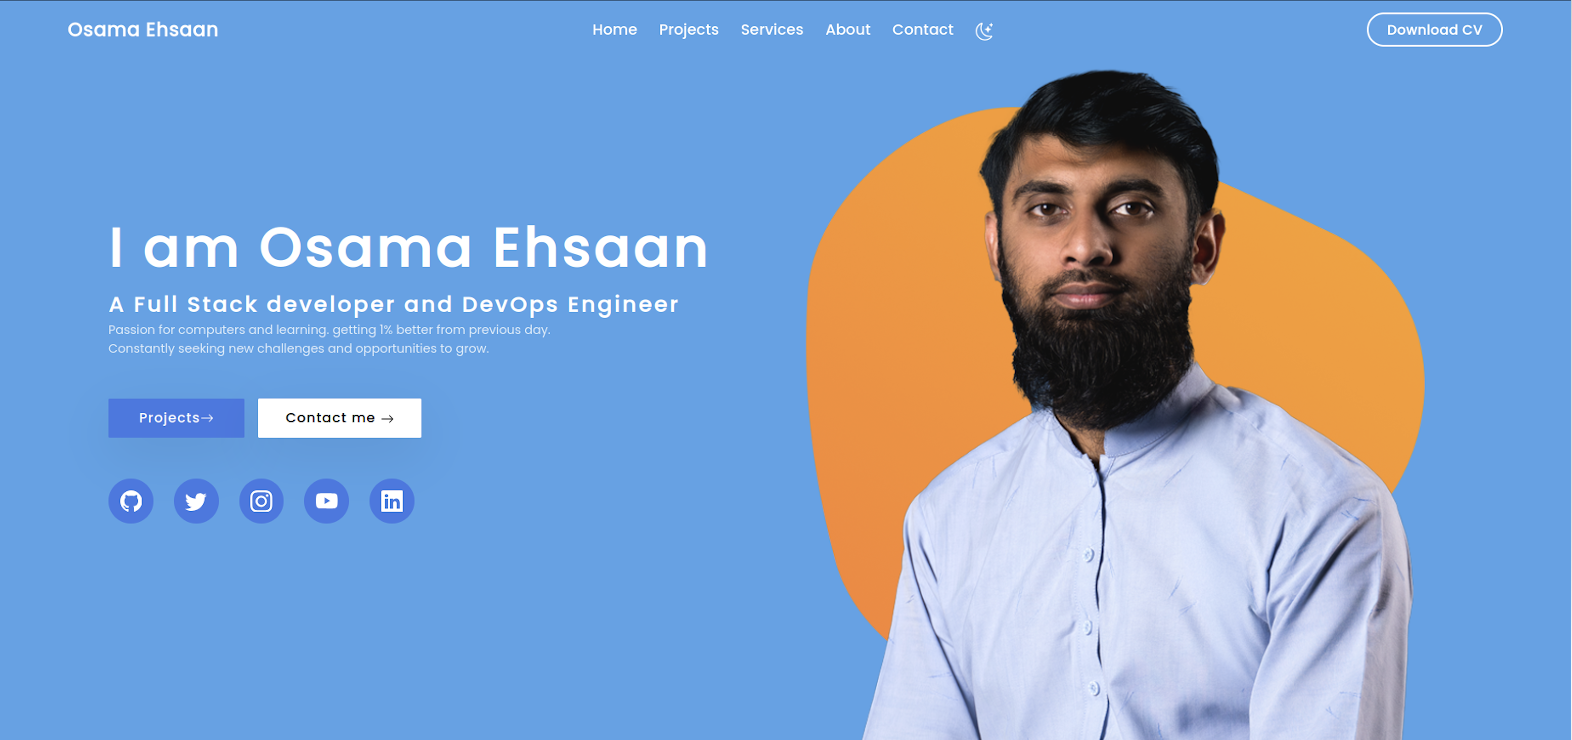 Osama Ehsaan
Home Projects Services About Contact
Download CV
I am Osama Ehsaan
A Full Stack developer and DevOps Engineer
Passion for computers and learning. getting 1% better from previous day.
Constantly seeking new challenges and opportunities to grow.
Projects→
Contact me →
in